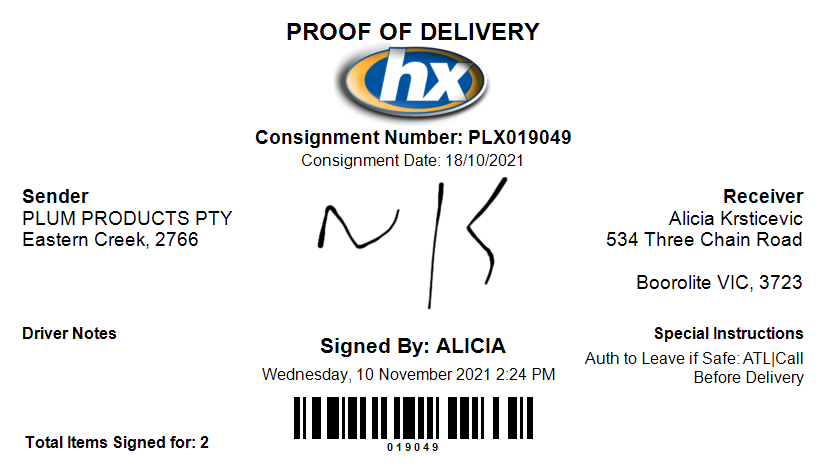 PROOF OF DELIVERY
hx
Consignment Number: PLX019049
Consignment Date: 18/10/2021
Sender
PLUM PRODUCTS PTY
Eastern Creek, 2766
Receiver
Alicia Krsticevic
534 Three Chain Road
Boorolite VIC, 3723
Driver Notes
Signed By: ALICIA
Wednesday, 10 November 2021 2:24 PM
Special Instructions
Auth to Leave if Safe: ATL|Call
Before Delivery
Total Items Signed for: 2
019049